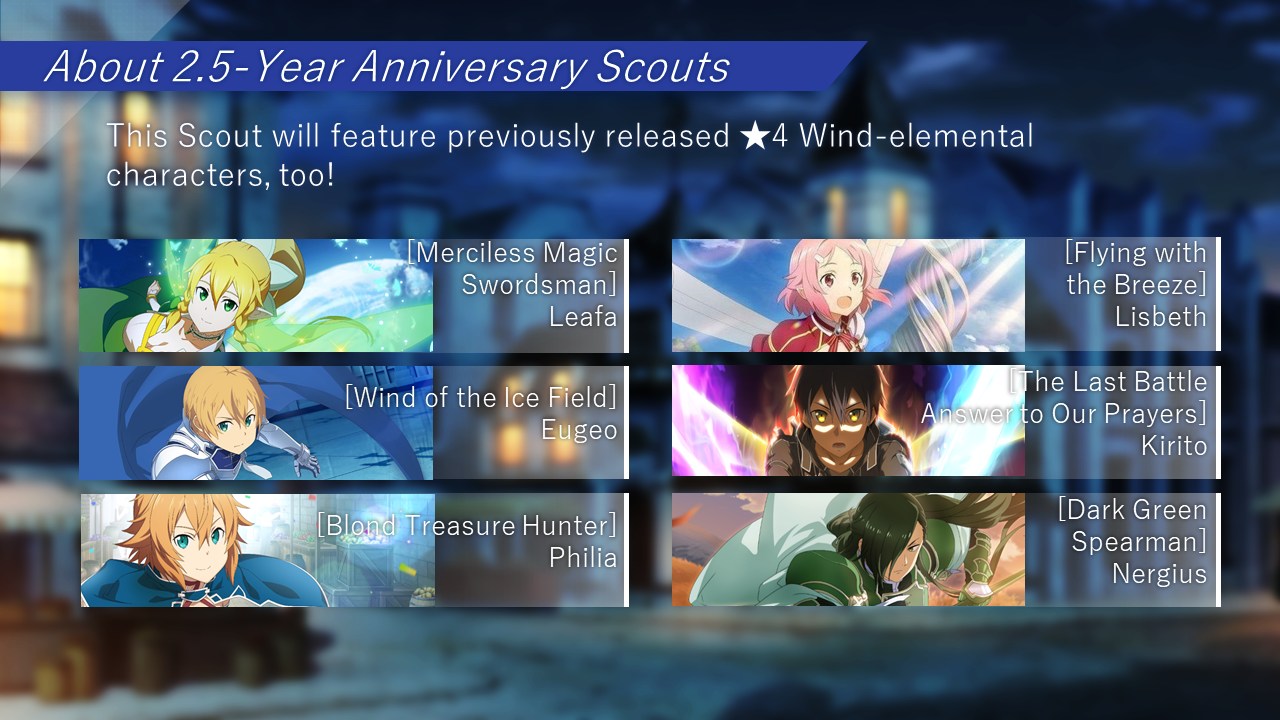 About 2.5-Year Anniversary Scouts
This Scout will feature previously released ★4 Wind-elemental
characters, too!
[Merciless Magic
Swordsman]
Leafa
[Flying with
the Breeze]
Lisbeth
[Wind of the Ice Field]
Eugeo
[The Last Battle
Answer to Our Prayers]
Kirito
[Blond Treasure Hunter]
Philia
[Dark Green
Spearman]
Nergius